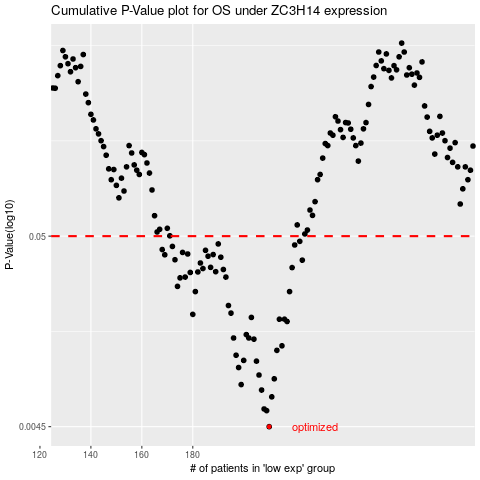 Cumulative P-Value plot for OS under ZC3H14 expression
P-Value(log10)
0.05
0.0045
optimized
120 140 160 180
# of patients in 'low exp' group